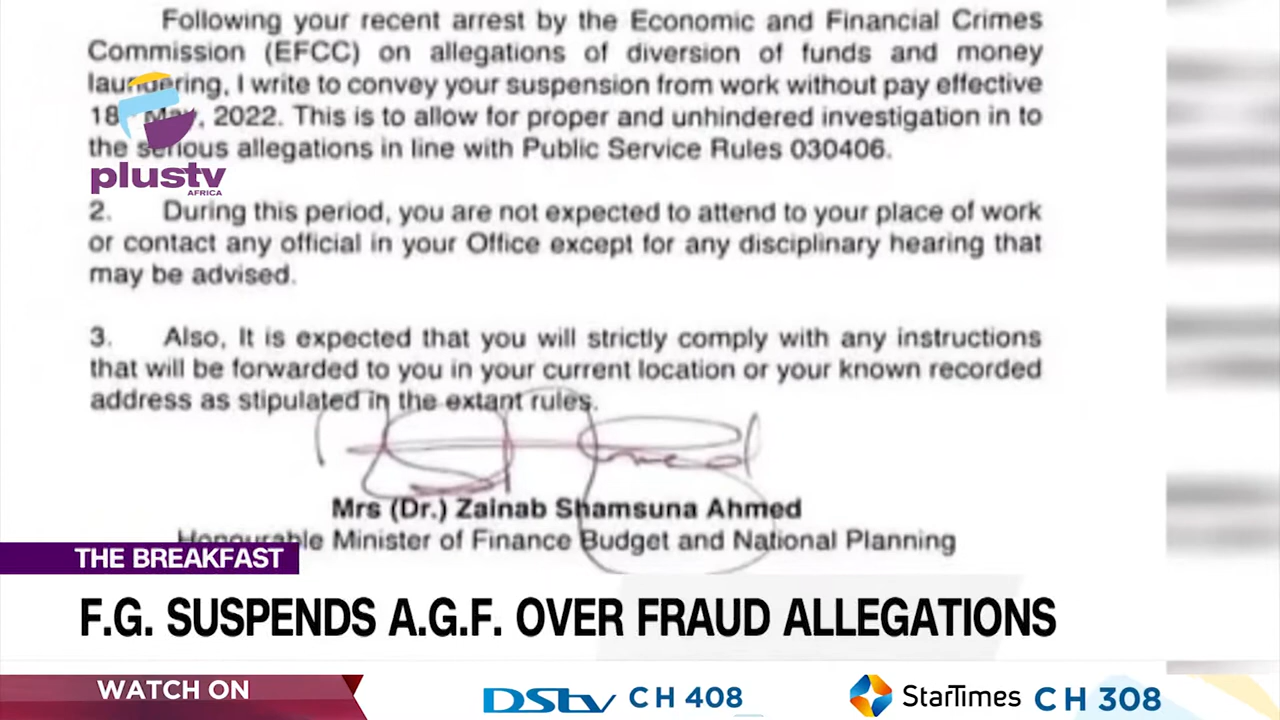 Following your recent arrest by the Economic and Financial Crimes
Commission (EFCC) on allegations of diversion of funds and money
laundering, I write to convey your suspension from work without pay effective
18 May, 2022. This is to allow for proper and unhindered investigation in to
the serious allegations in line with Public Service Rules 030406.
plustv
AFRICA
2. During this period, you are not expected to attend to your place of work
or contact any official in your Office except for any disciplinary hearing that
may be advised.
3. Also, It is expected that you will strictly comply with any instructions
that will be forwarded to you in your current location or your known recorded
address as stipulated in the extant rules.
Mrs (Dr.) Zainab Shamsuna Ahmed
Honourable Minister of Finance Budget and National Planning
THE BREAKFAST
F.G. SUSPENDS A.G.F. OVER FRAUD ALLEGATIONS
WATCH ON
DStv CH 408
StarTimes CH 308